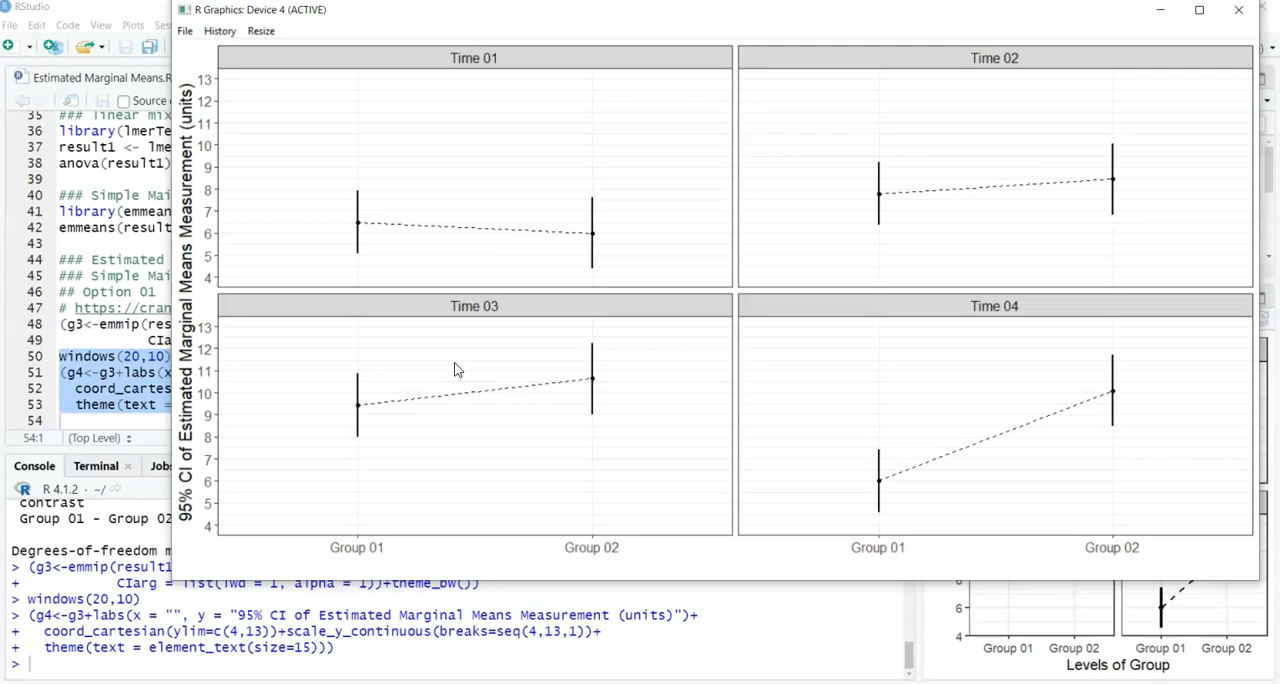 RStudio
File Edit Code View Plots Ses
R Graphics: Device 4 (ACTIVE)
File History Resize
Estimated Marginal Means.R
Source
35 ### linear mix
36 library(lmerTe
37 result1 <- lme
38 anova(result1)
39
40 ### Simple Mai
41 library(emmean
42 emmeans(result
43
44 ### Estimated
45 ### Simple Mai
46 ## Option 01
47 # https://cran
48 (g3<-emmip(res
49 CIa
50 windows(20,10)
51 (g4<-g3+labs(x
52 coord_cartes
53 theme(text =
54
54:1 (Top Level)
95% CI of Estimated Marginal Means Measurement (units)
Time 01
Time 02
13
12
11
10
9
8
7
6
5
4
Time 03
Time 04
13
12
11
10
9
8
7
6
5
4
Group 01 Group 02 Group 01 Group 02
Console Terminal Jobs
R 4.1.2 · ~/
contrast
Group 01 - Group 02
Degrees-of-freedom m
> (g3<-emmip(result1
+ CIarg = list(lwd = 1, alpha = 1))+theme_bw())
> windows(20,10)
> (g4<-g3+labs(x = "", y = "95% CI of Estimated Marginal Means Measurement (units)")+
+ coord_cartesian(ylim=c(4,13))+scale_y_continuous(breaks=seq(4,13,1))+
+ theme(text = element_text(size=15)))
>
8
6
4
Group 01 Group 02 Group 01 Group 02
Levels of Group